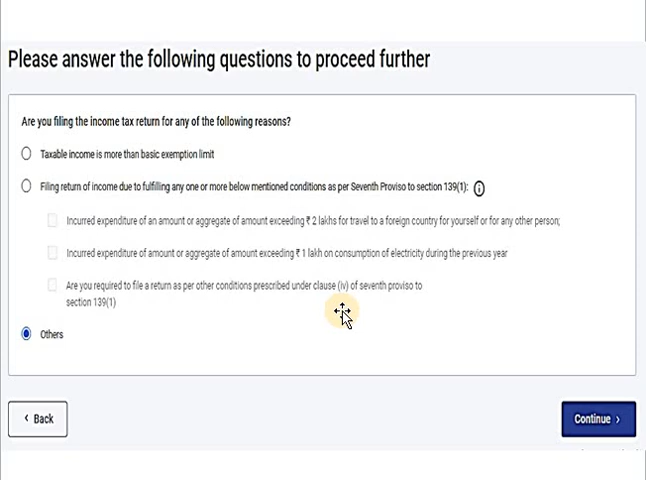 Please answer the following questions to proceed further
Are you filing the income tax return for any of the following reasons?
Taxable income is more than basic exemption limit
Filing return of income due to fulfilling any one or more below mentioned conditions as per Seventh Proviso to section 139(1):
Incurred expenditure of an amount or aggregate of amount exceeding ₹ 2 lakhs for travel to a foreign country for yourself or for any other person;
Incurred expenditure of amount or aggregate of amount exceeding ₹ 1 lakh on consumption of electricity during the previous year
Are you required to file a return as per other conditions prescribed under clause (iv) of seventh proviso to
section 139(1)
Others
< Back
Continue >